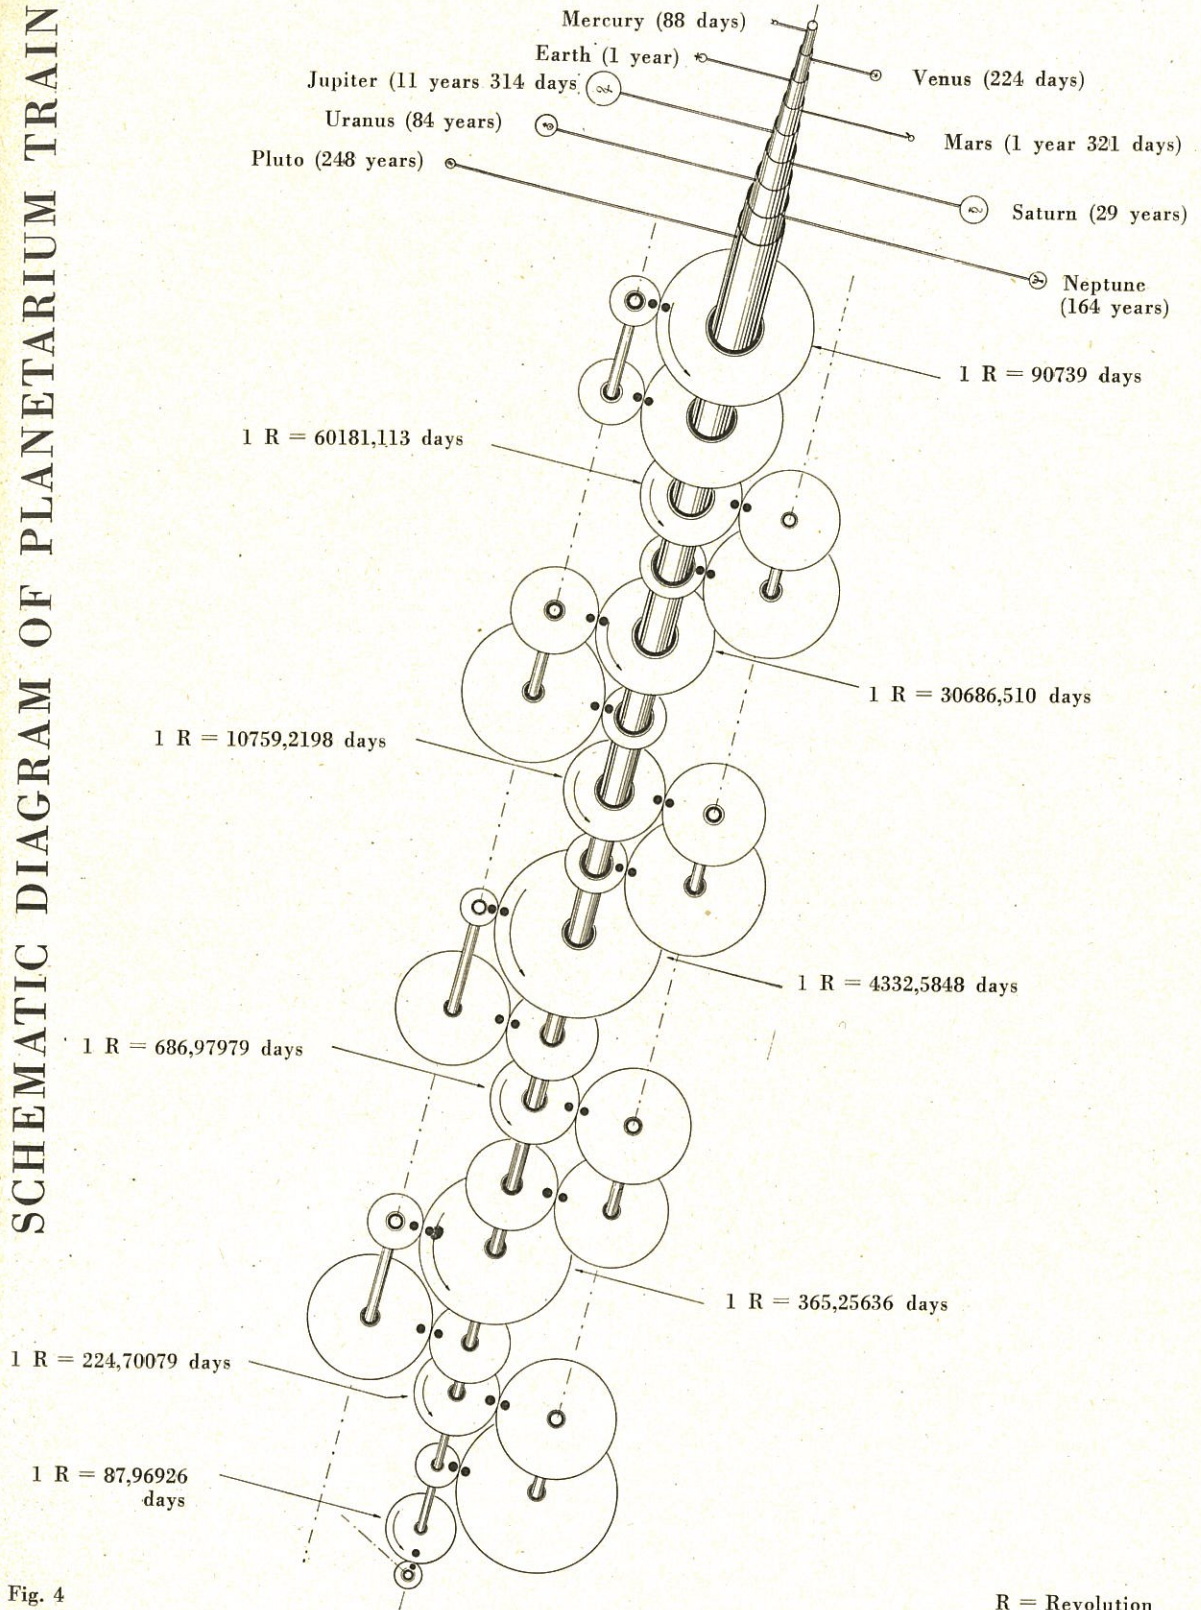 SCHEMATIC DIAGRAM OF PLANETARIUM TRAIN
Mercury (88 days)
Earth (1 year)
Venus (224 days)
Jupiter (11 years 314 days
Uranus (84 years)
Mars (1 year 321 days)
Pluto (248 years)
Saturn (29 years)
Neptune
(164 years)
1 R = 90739 days
1 R = 60181,113 days
1 R = 30686,510 days
1 R = 10759,2198 days
1 R = 4332,5848 days
1 R = 686,97979 days
1 R = 365,25636 days
1 R = 224,70079 days
1 R = 87,96926
days
Fig. 4
R = Revolution